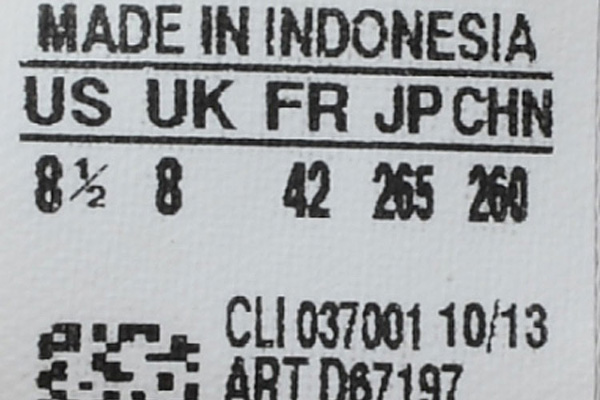 MADE IN INDONESIA
US UK FR JP CHN
8½ 8 42 265 260
CLI 037001 10/13
ART D67197